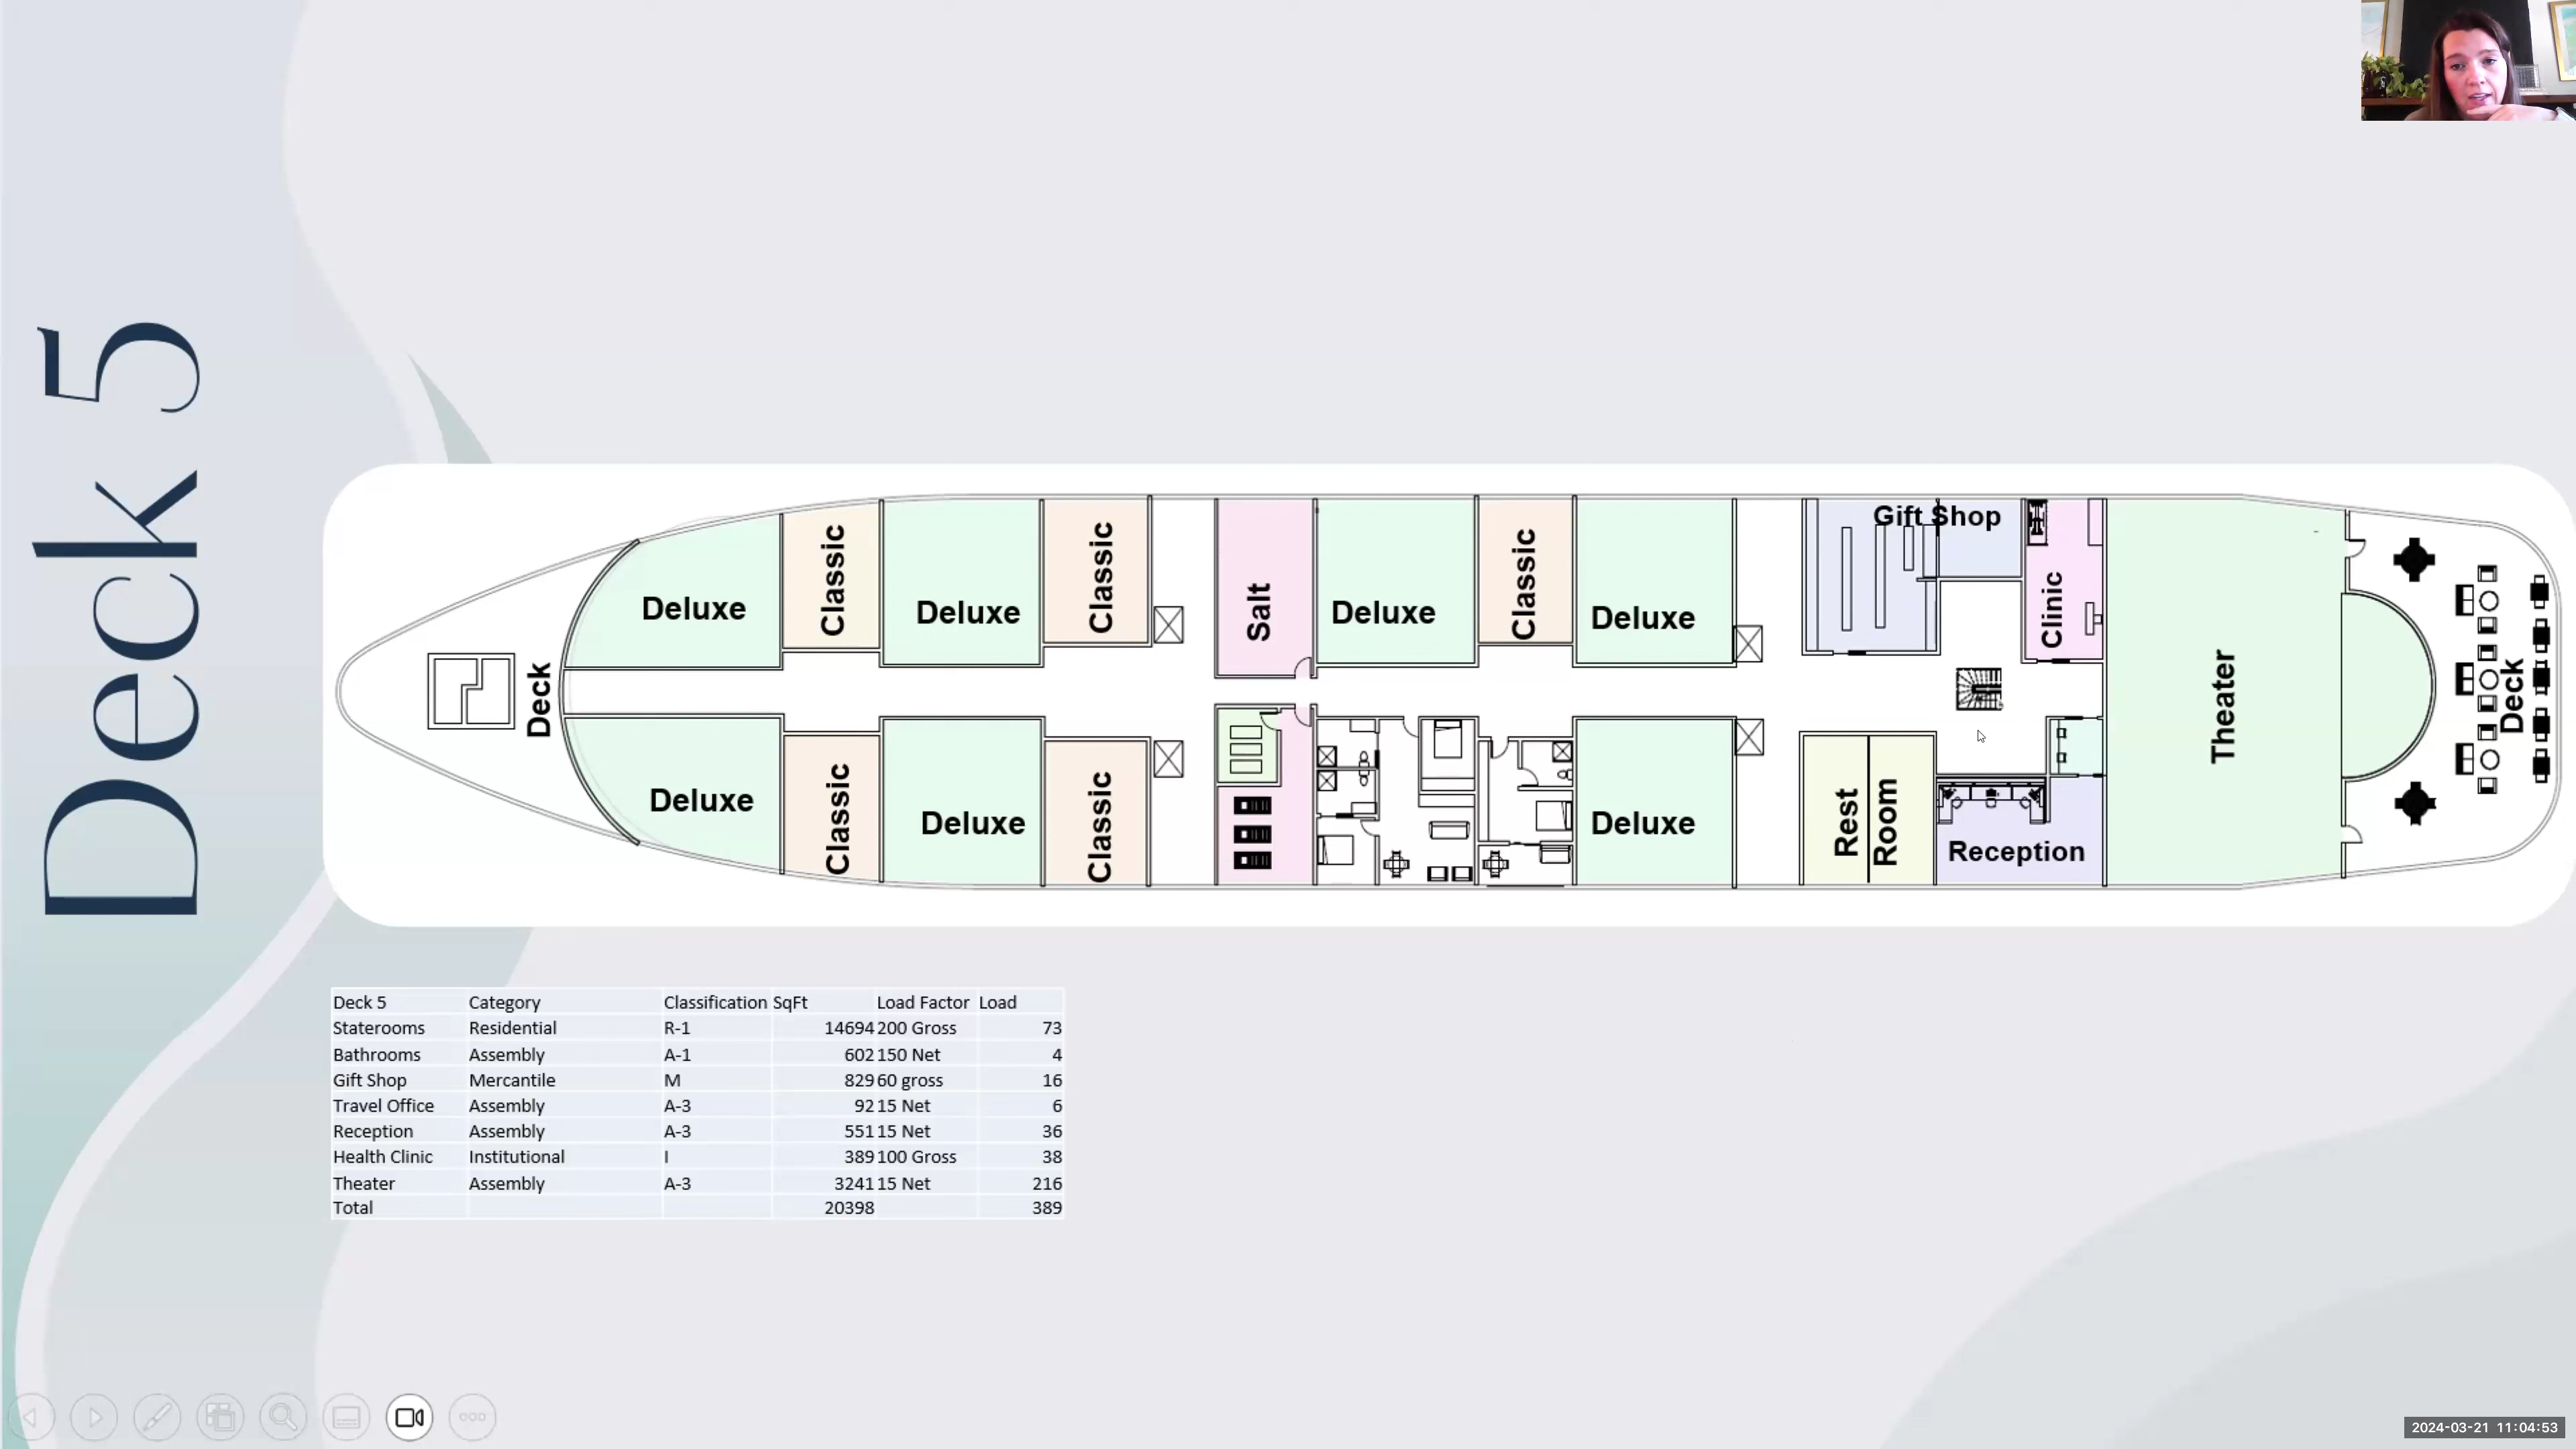 Deck 5
Gift Shop
Classic
Classic
Salt
Classic
Clinic
Deluxe
Deluxe
Deluxe
Deluxe
Deck
Theater
Deck
Deluxe
Classic
Deluxe
Classic
Deluxe
Rest
Room
Reception
Deck 5 Category Classification SqFt Load Factor Load
Staterooms Residential R-1 14694 200 Gross 73
Bathrooms Assembly A-1 602 150 Net 4
Gift Shop Mercantile M 829 60 gross 16
Travel Office Assembly A-3 92 15 Net 6
Reception Assembly A-3 551 15 Net 36
Health Clinic Institutional I 389 100 Gross 38
Theater Assembly A-3 3241 15 Net 216
Total 20398 389
2024-03-21 11:04:53